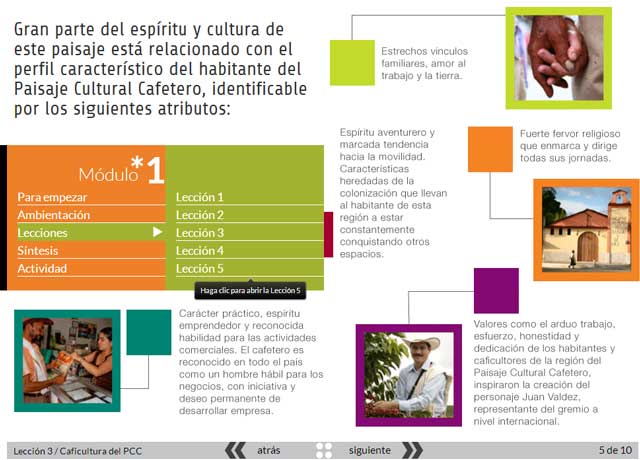 Gran parte del espíritu y cultura de
este paisaje está relacionado con el
perfil característico del habitante del
Paisaje Cultural Cafetero, identificable
por los siguientes atributos:
Estrechos vínculos
familiares, amor al
trabajo y la tierra.
Espíritu aventurero y
marcada tendencia
hacia la movilidad.
Características
heredadas de la
colonización que llevan
al habitante de esta
región a estar
constantemente
conquistando otros
espacios.
Fuerte fervor religioso
que enmarca y dirige
todas sus jornadas.
Módulo*1
Para empezar
Ambientación
Lecciones
Síntesis
Actividad
Lección 1
Lección 2
Lección 3
Lección 4
Lección 5
Haga clic para abrir la Lección 5
Carácter práctico, espíritu
emprendedor y reconocida
habilidad para las actividades
comerciales. El cafetero es
reconocido en todo el país
como un hombre hábil para los
negocios, con iniciativa y
deseo permanente de
desarrollar empresa.
Valores como el arduo trabajo,
esfuerzo, honestidad y
dedicación de los habitantes y
caficultores de la región del
Paisaje Cultural Cafetero,
inspiraron la creación del
personaje Juan Valdez,
representante del gremio a
nivel internacional.
Lección 3 / Caficultura del PCC
atrás
siguiente
5 de 10